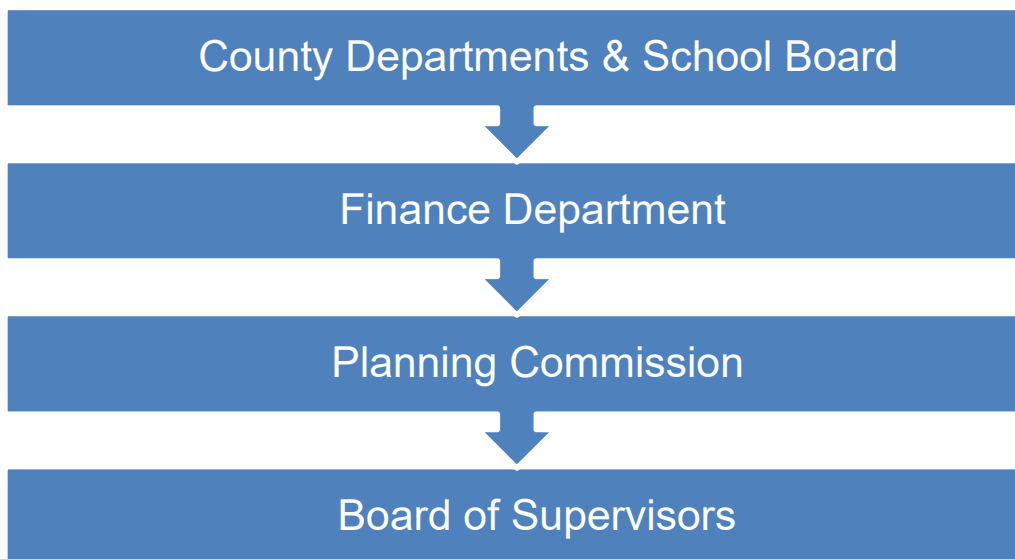 County Departments & School Board
Finance Department
Planning Commission
Board of Supervisors